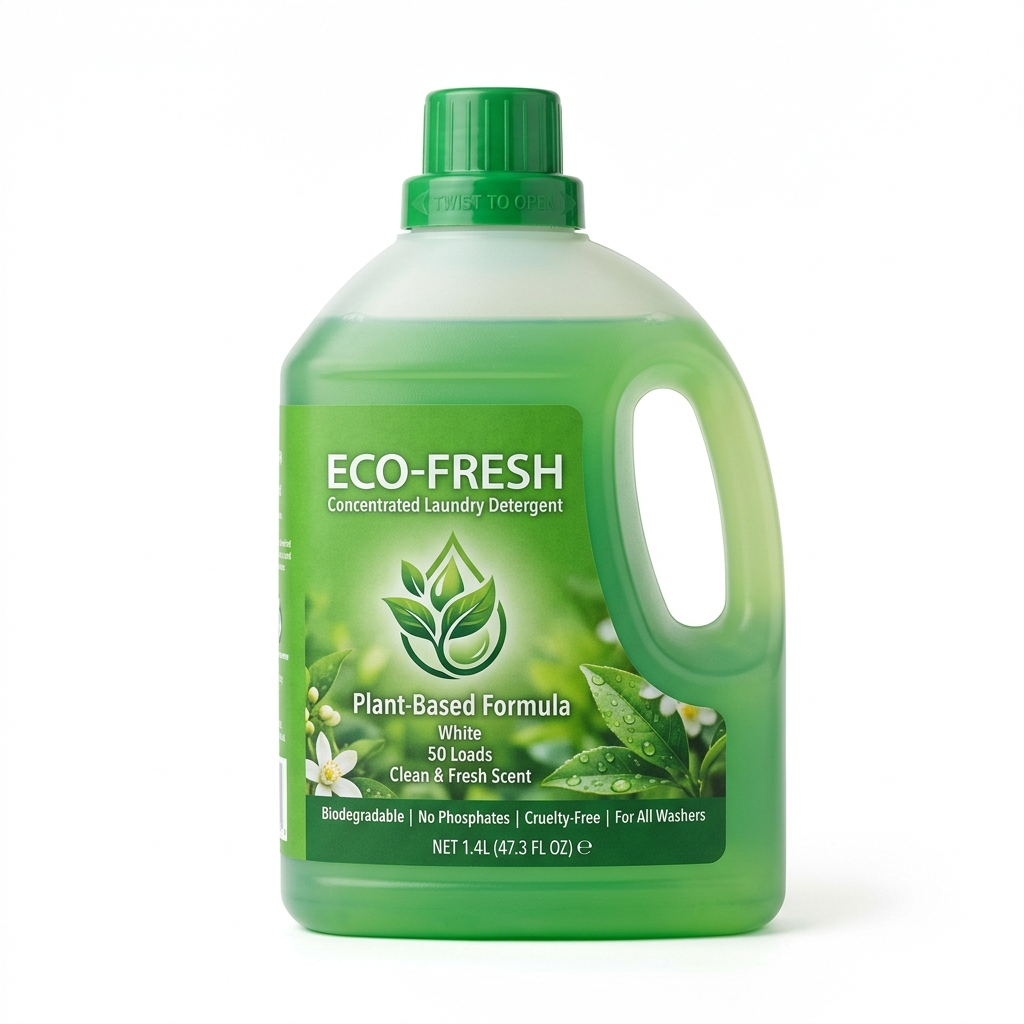 TWIST TO OPEN
ECO-FRESH
Concentrated Laundry Detergent
Plant-Based Formula
White
50 Loads
Clean & Fresh Scent
Biodegradable | No Phosphates | Cruelty-Free | For All Washers
NET 1.4L (47.3 FL OZ) ℮